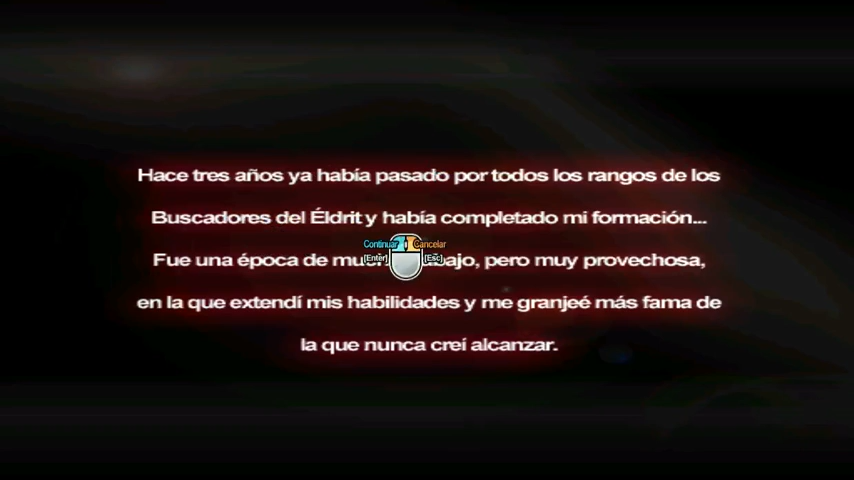 Hace tres años ya había pasado por todos los rangos de los
Buscadores del Éldrit y había completado mi formación...
Continuar Cancelar
[Enter] [Esc]
Fue una época de bajo, pero muy provechosa,
en la que extendí mis habilidades y me granjeé más fama de
la que nunca creí alcanzar.